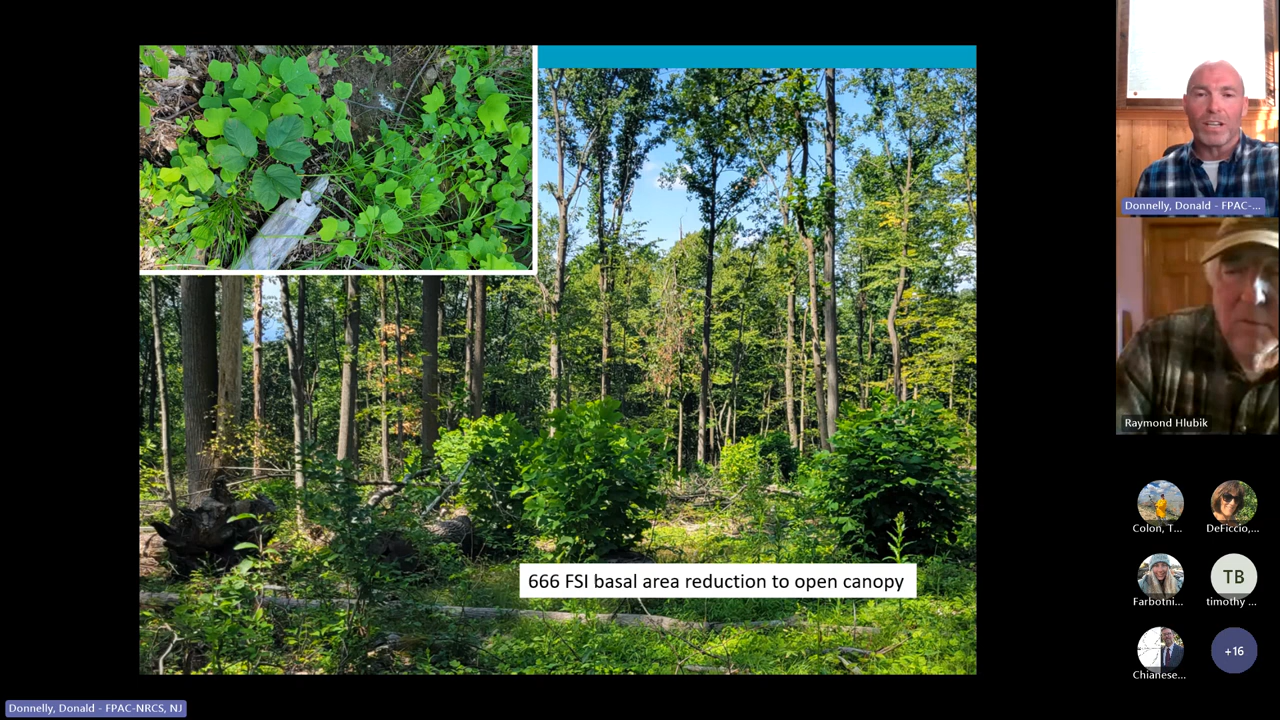 666 FSI basal area reduction to open canopy
Donnelly, Donald - FPAC-...
Raymond Hlubik
Colon, T...
DeFiccio,...
Farbotni...
TB
timothy ...
Chianese...
+16
Donnelly, Donald - FPAC-NRCS, NJ